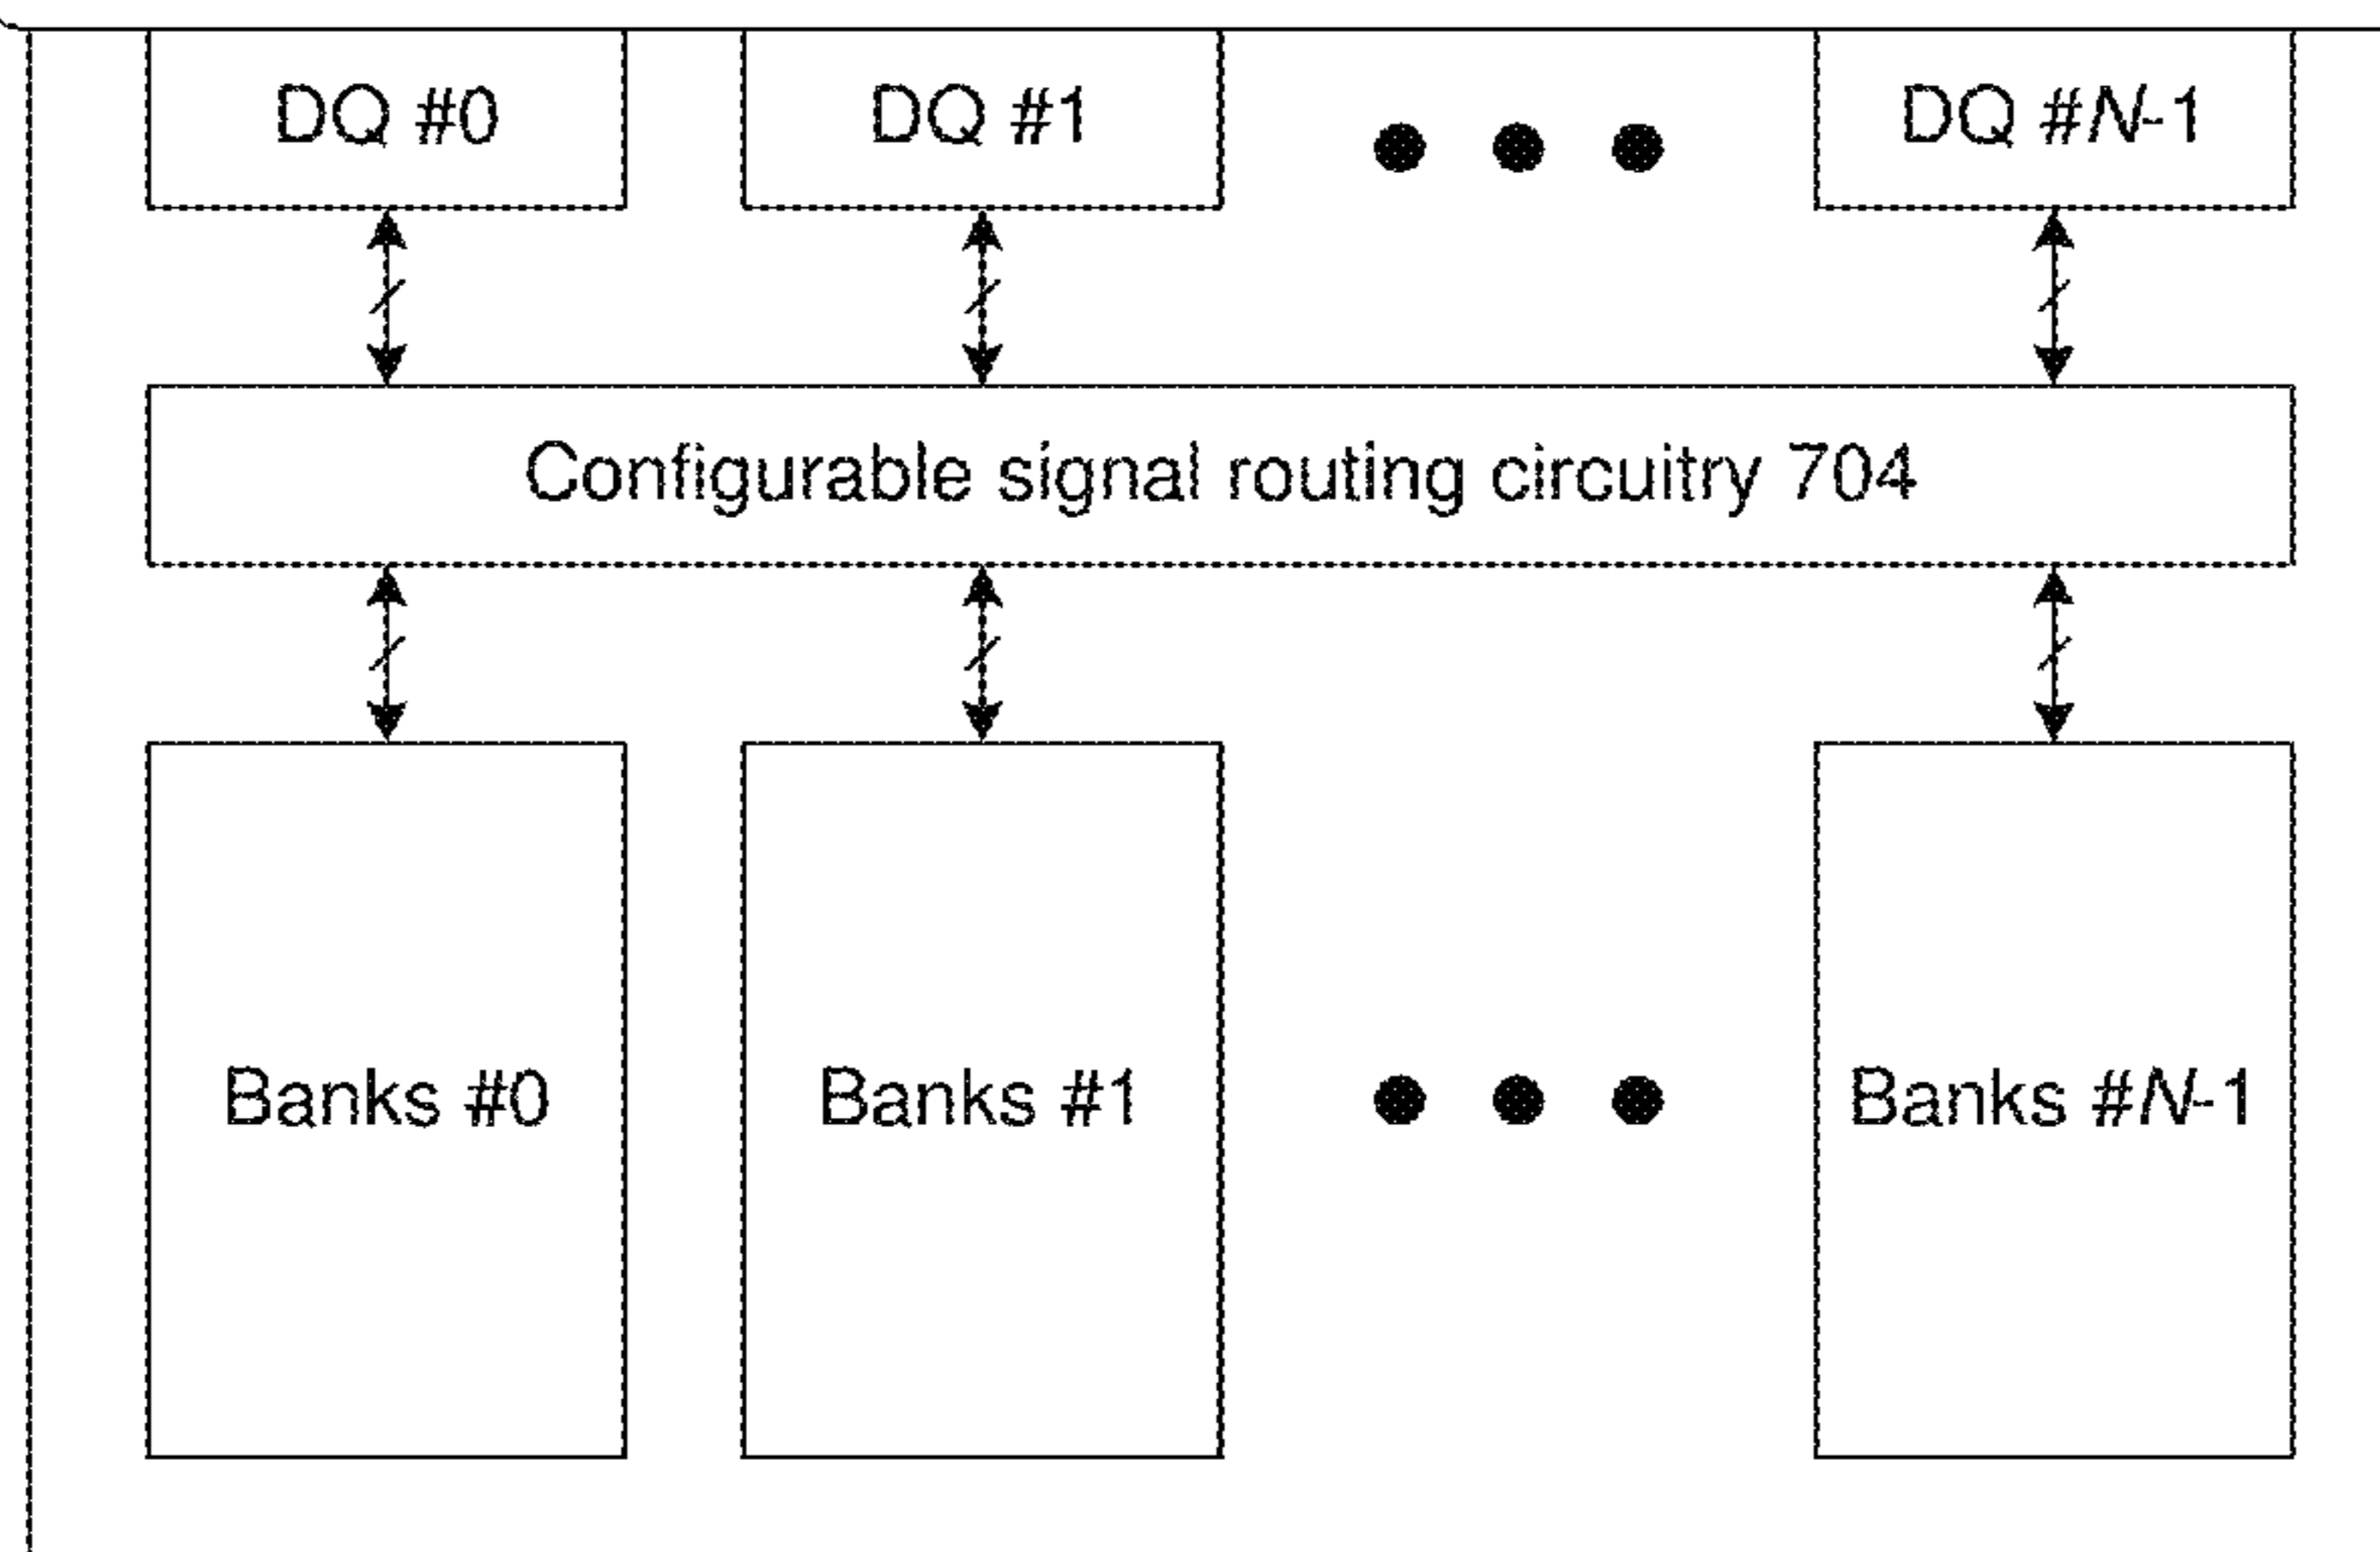 DQ #0
DQ #1
DQ #N-1
Configurable signal routing circuitry 704
Banks #0
Banks #1
Banks #N-1